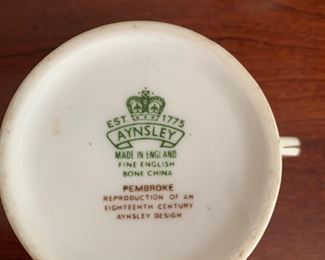 EST. 1775
AYNSLEY
MADE IN ENGLAND
FINE ENGLISH
BONE CHINA
PEMBROKE
REPRODUCTION OF AN
EIGHTEENTH CENTURY
AYNSLEY DESIGN